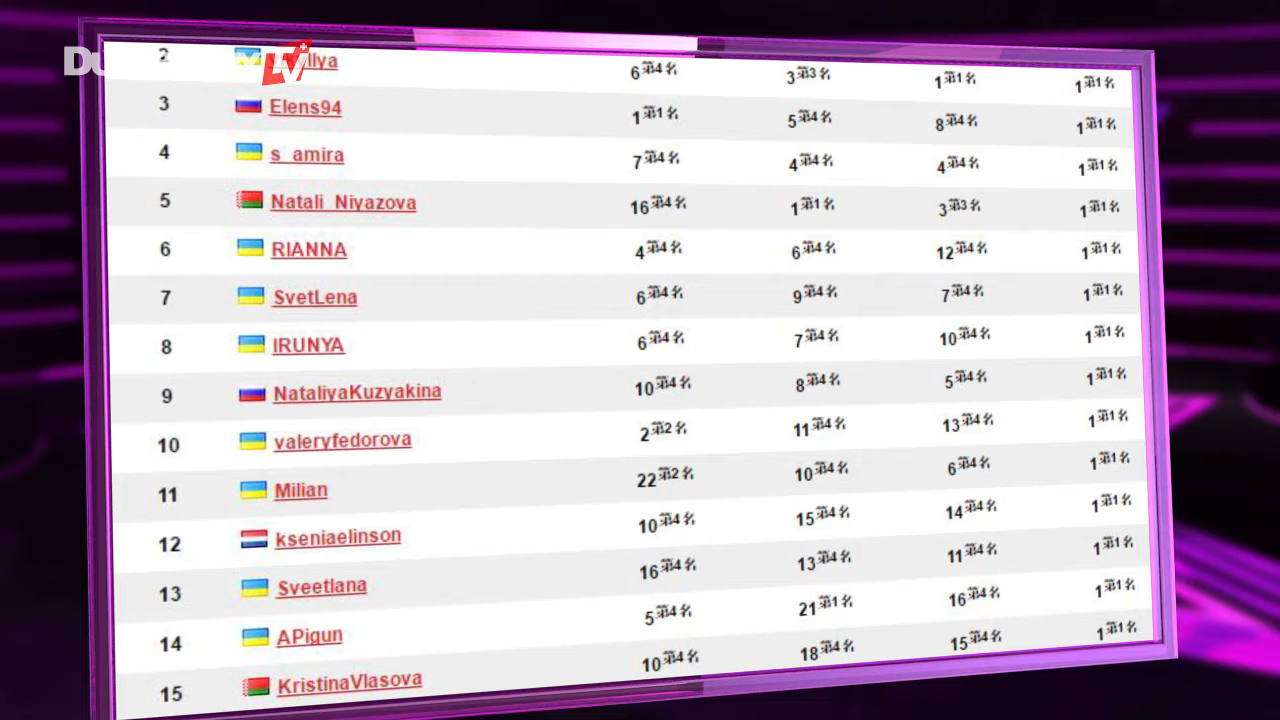 2 6第4名 3第3名 1第1名 1第1名
3 Elens94 1第1名 5第4名 8第4名 1第1名
4 s_amira 7第4名 4第4名 4第4名 1第1名
5 Natali_Niyazova 16第4名 1第1名 3第3名 1第1名
6 RIANNA 4第4名 6第4名 12第4名 1第1名
7 SvetLena 6第4名 9第4名 7第4名 1第1名
8 IRUNYA 6第4名 7第4名 10第4名 1第1名
9 NataliyaKuzyakina 10第4名 8第4名 5第4名 1第1名
10 valeryfedorova 2第2名 11第4名 13第4名 1第1名
11 Milian 22第2名 10第4名 6第4名 1第1名
12 kseniaelinson 10第4名 15第4名 14第4名 1第1名
13 Sveetlana 16第4名 13第4名 11第4名 1第1名
14 APigun 5第4名 21第1名 16第4名 1第1名
15 KristinaVlasova 10第4名 18第4名 15第4名 1第1名